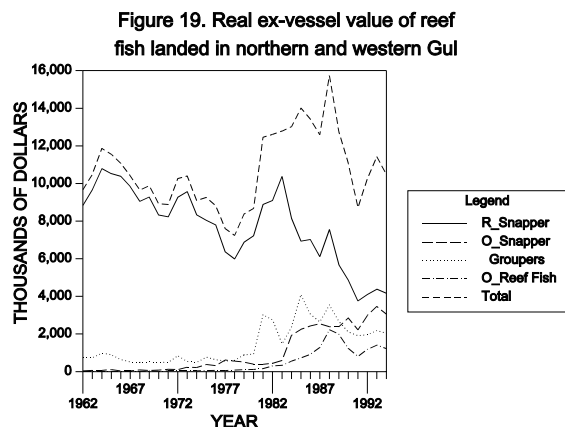 Figure 19. Real ex-vessel value of reef
fish landed in northern and western Gul
THOUSANDS OF DOLLARS
16,000
14,000
12,000
10,000
8,000
6,000
4,000
2,000
0
1962
1967
1972
1977
1982
1987
1992
YEAR
Legend
R_Snapper
O_Snapper
Groupers
O_Reef Fish
Total